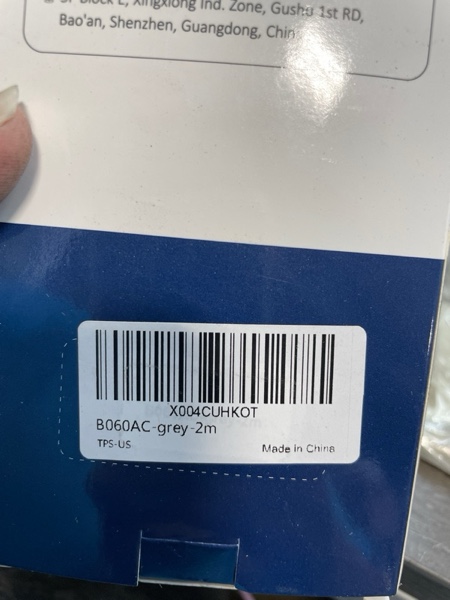 Block E, Xingxiong Ind. Zone, Gushu 1st RD,
Bao'an, Shenzhen, Guangdong, Chin
X004CUHKOT
B060AC-grey-2m
TPS-US
Made in China